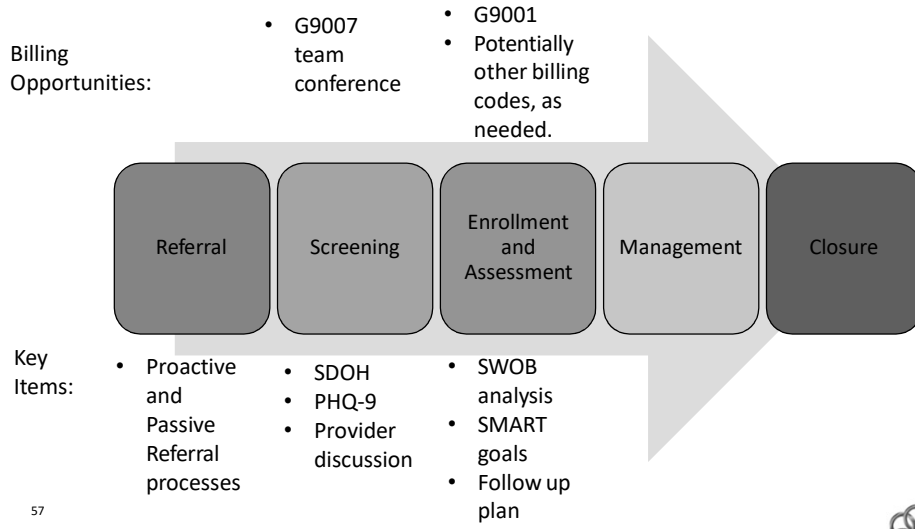 Billing
Opportunities:
• G9007
team
conference
• G9001
• Potentially
other billing
codes, as
needed.
Referral
Screening
Enrollment
and
Assessment
Management
Closure
Key
Items:
• Proactive
and
Passive
Referral
processes
• SDOH
• PHQ-9
• Provider
discussion
• SWOB
analysis
• SMART
goals
• Follow up
plan
57